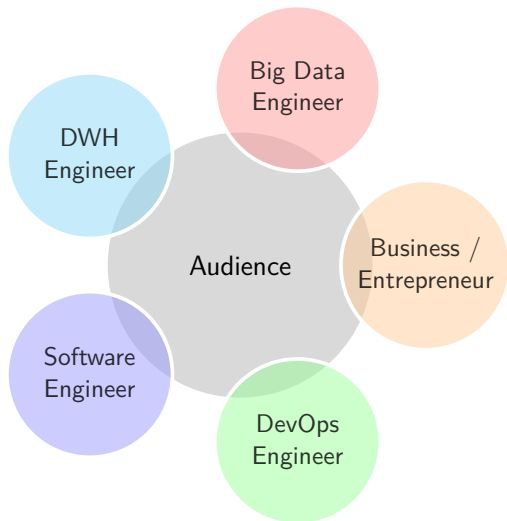 Big Data
Engineer
DWH
Engineer
Business /
Entrepreneur
Audience
Software
Engineer
DevOps
Engineer